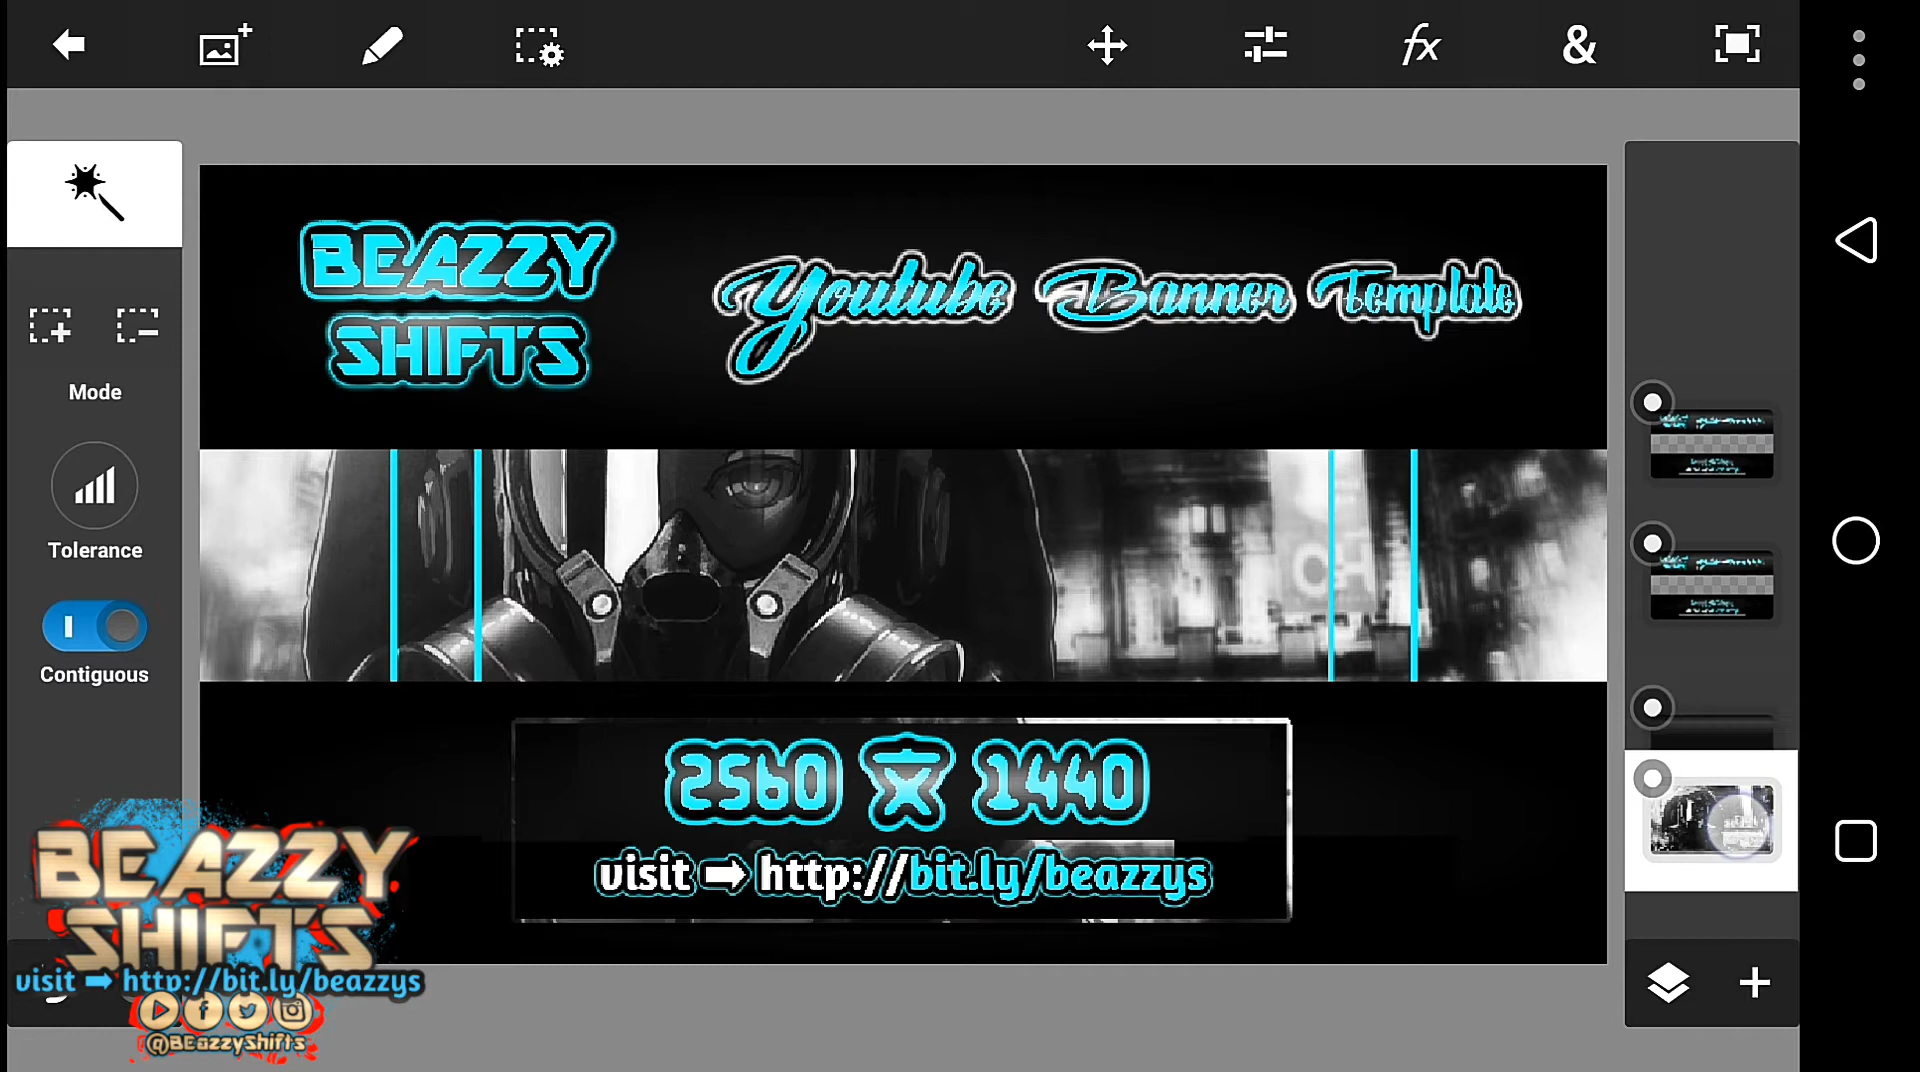 fx
&
BEAZZY
SHIFTS
Youtube Banner Template
Mode
Tolerance
Contiguous
2560 X 1440
visit ➡ http://bit.ly/beazzys
BEAZZY
SHIFTS
visit ➡ http://bit.ly/beazzys
@BEazzyShifts